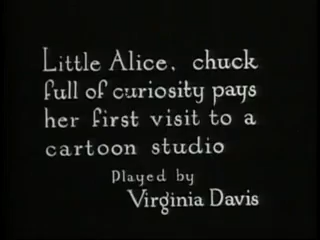 Little Alice, chuck
full of curiosity pays
her first visit to a
cartoon studio
Played by
Virginia Davis